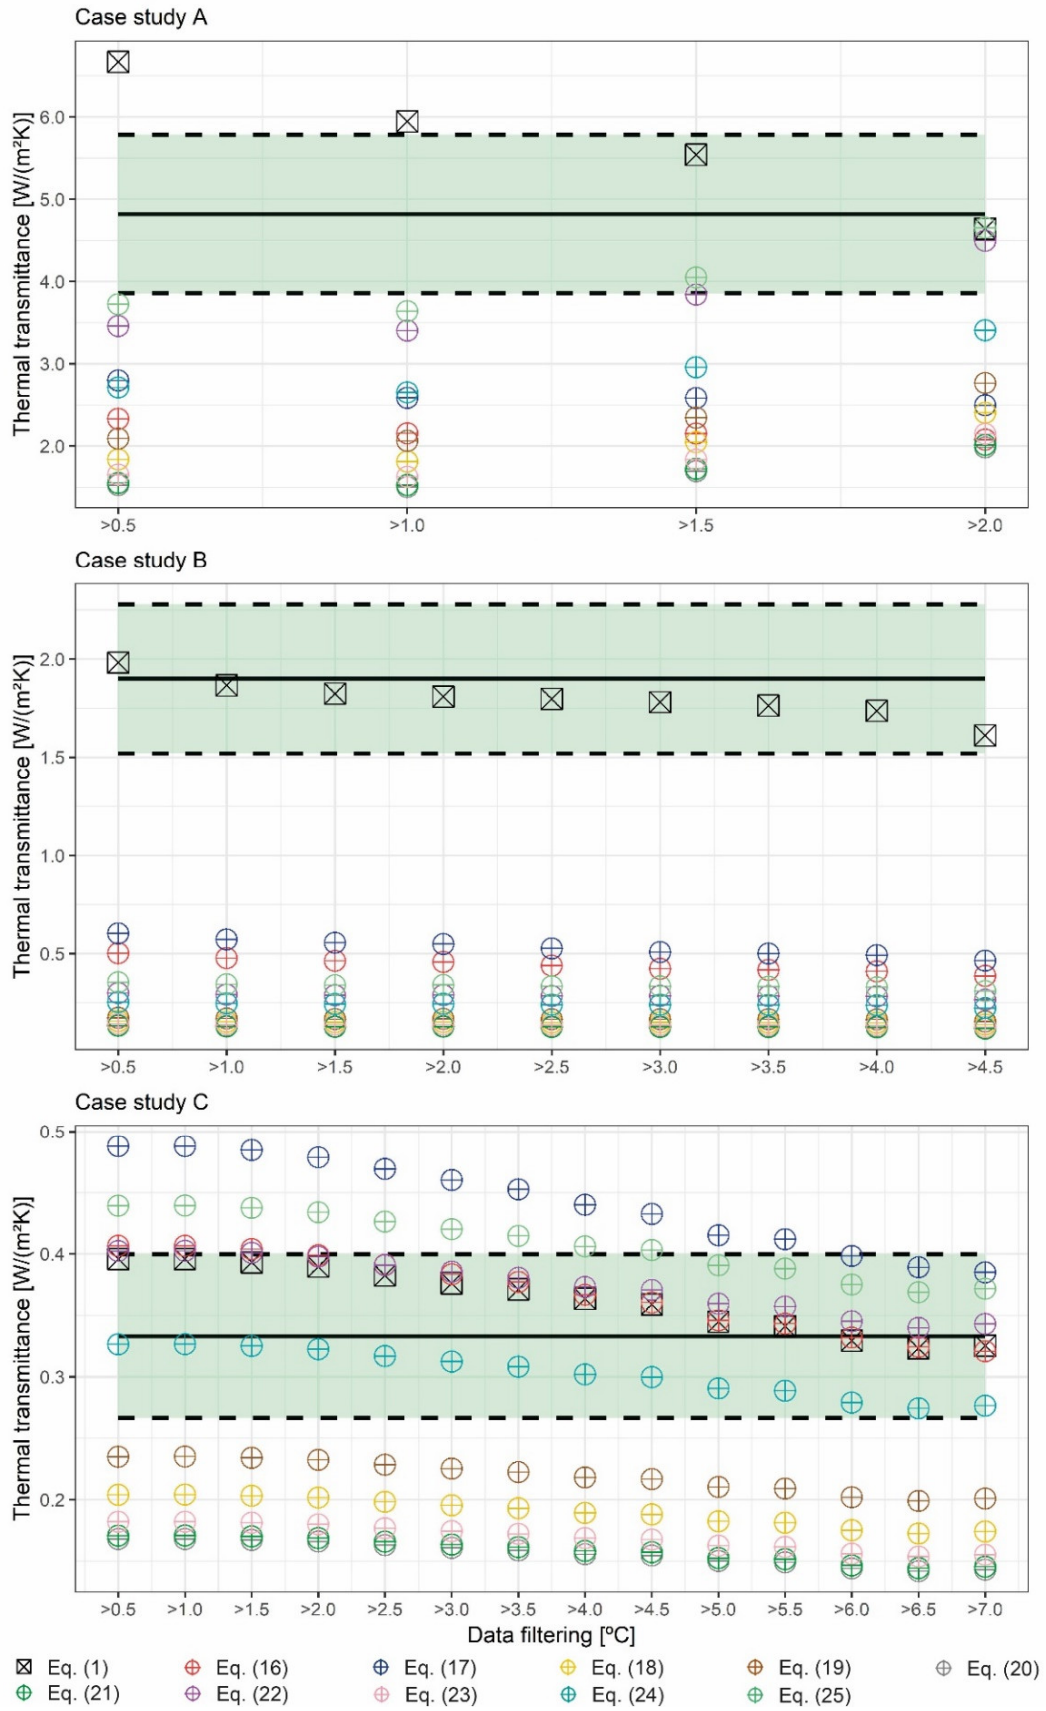 Case study A
Thermal transmittance [W/(m²K)]
6.0
5.0
4.0
3.0
2.0
>0.5 >1.0 >1.5 >2.0
Case study B
Thermal transmittance [W/(m²K)]
2.0
1.5
1.0
0.5
>0.5 >1.0 >1.5 >2.0 >2.5 >3.0 >3.5 >4.0 >4.5
Case study C
Thermal transmittance [W/(m²K)]
0.5
0.4
0.3
0.2
>0.5 >1.0 >1.5 >2.0 >2.5 >3.0 >3.5 >4.0 >4.5 >5.0 >5.5 >6.0 >6.5 >7.0
Data filtering [ºC]
Eq. (1) Eq. (16) Eq. (17) Eq. (18) Eq. (19) Eq. (20)
Eq. (21) Eq. (22) Eq. (23) Eq. (24) Eq. (25)